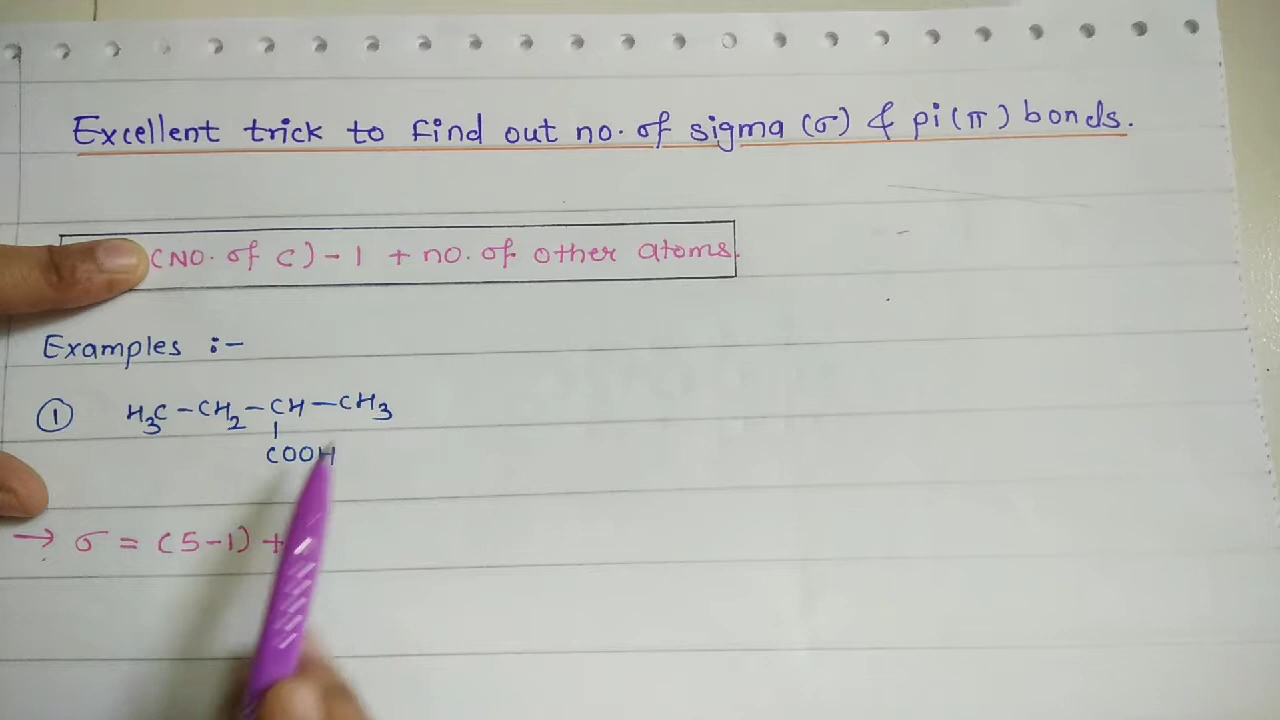 Excellent trick to find out no. of sigma (σ) & pi (π) bonds.
(No. of C) - 1 + no. of other atoms.
Examples :-
① H₃C - CH₂ - CH - CH₃
|
COOH
→ σ = (5-1) +